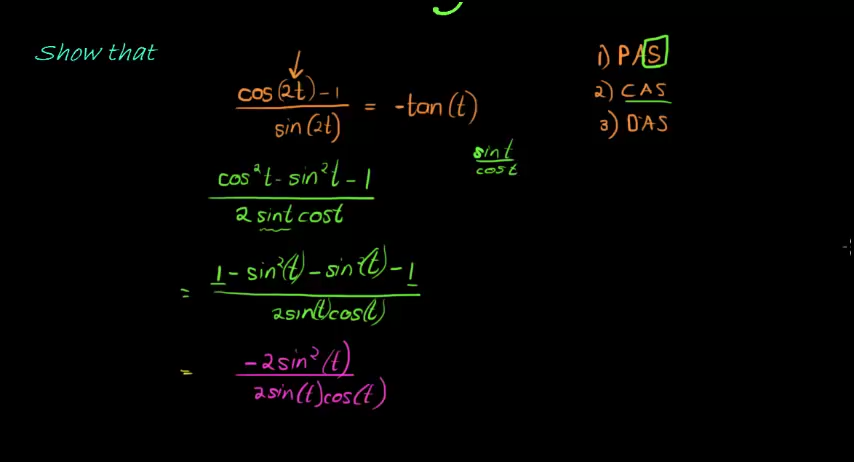 Show that
cos(2t) - 1 / sin(2t) = -tan(t)
1) PAS
2) CAS
3) DAS
sin t / cos t
cos²t - sin²t - 1 / 2 sint cost
= 1 - sin²(t) - sin²(t) - 1 / 2sin(t)cos(t)
= -2sin²(t) / 2sin(t)cos(t)